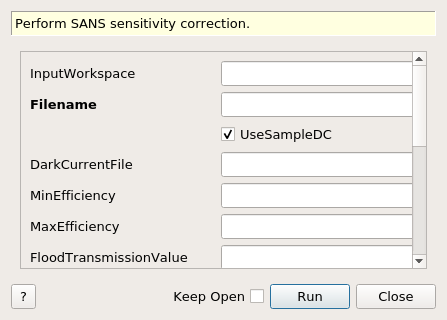 Perform SANS sensitivity correction.
InputWorkspace
Filename
UseSampleDC
DarkCurrentFile
MinEfficiency
MaxEfficiency
FloodTransmissionValue
? Keep Open Run Close